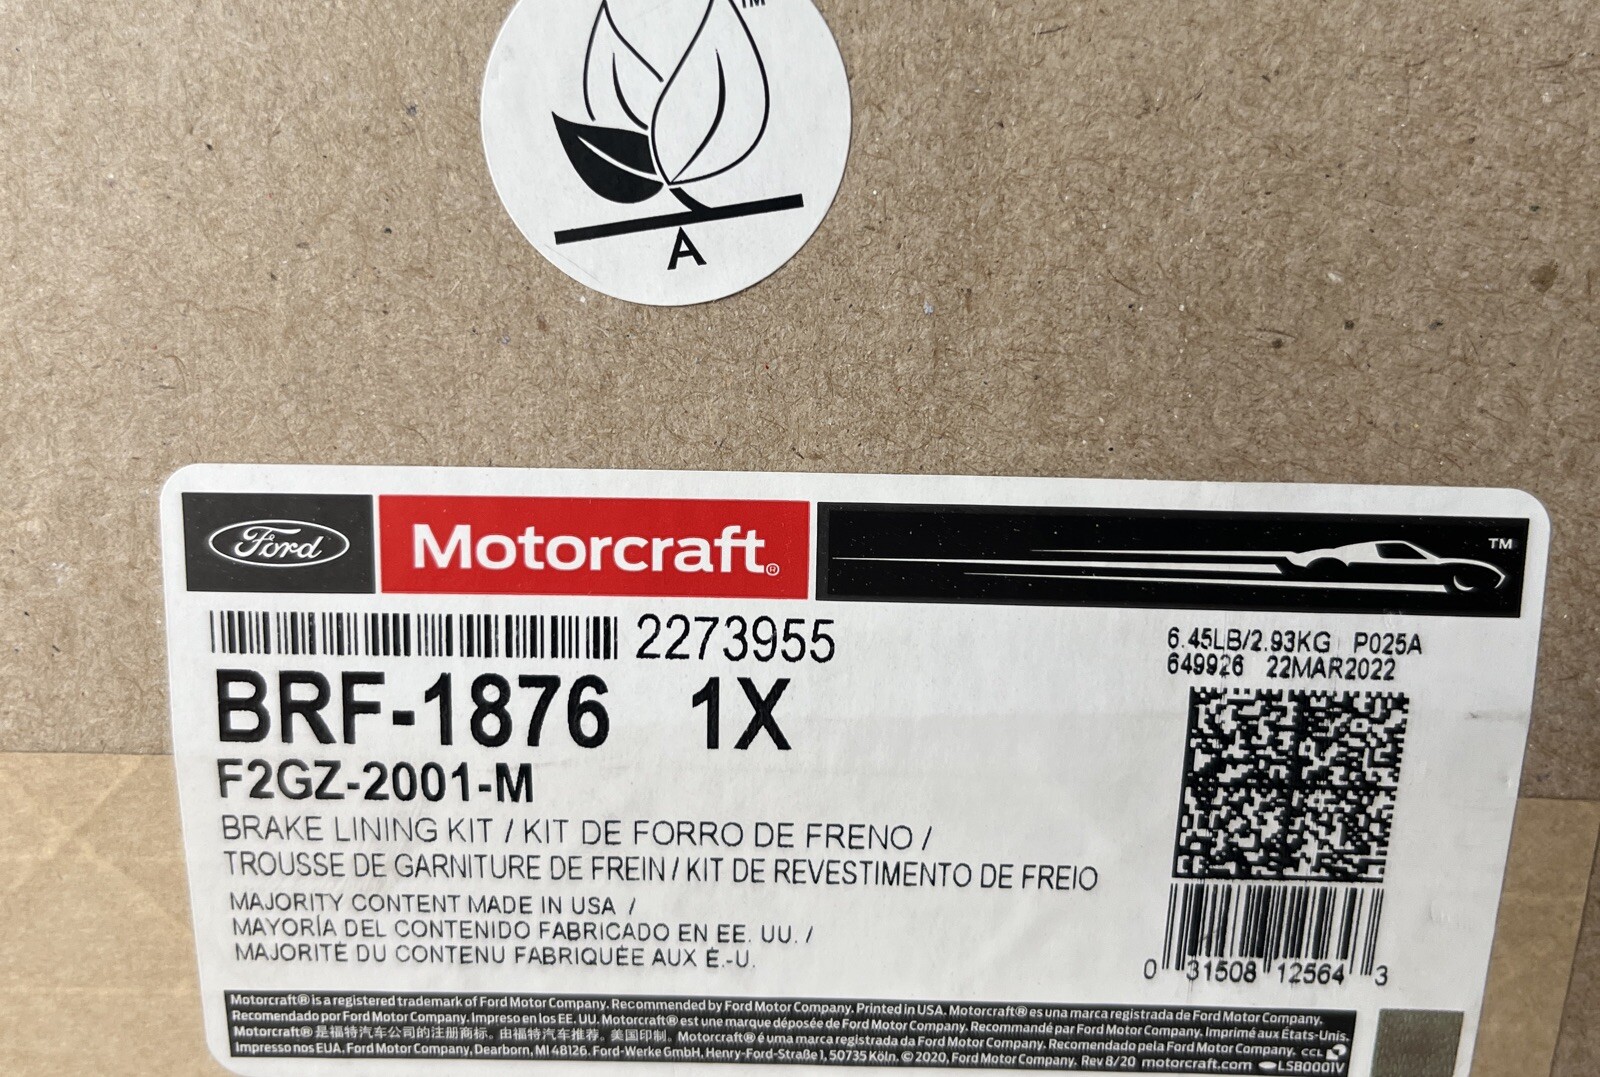 TM
A
Ford
Motorcraft®
TM
2273955
6.45LB/2.93KG P025A
649926 22MAR2022
BRF-1876 1X
F2GZ-2001-M
BRAKE LINING KIT / KIT DE FORRO DE FRENO /
TROUSSE DE GARNITURE DE FREIN / KIT DE REVESTIMENTO DE FREIO
MAJORITY CONTENT MADE IN USA /
MAYORÍA DEL CONTENIDO FABRICADO EN EE. UU. /
MAJORITÉ DU CONTENU FABRIQUÉE AUX É.-U.
0 31508 12564 3
Motorcraft® is a registered trademark of Ford Motor Company. Recommended by Ford Motor Company. Printed in USA. Motorcraft® es una marca registrada de Ford Motor Company.
Recomendado por Ford Motor Company. Impreso en los EE. UU. Motorcraft® est une marque déposée de Ford Motor Company. Recommandé par Ford Motor Company. Imprimé aux États-Unis.
Motorcraft® 是福特汽车公司的注册商标。由福特汽车推荐。美国印制。Motorcraft® é uma marca registrada da Ford Motor Company. Recomendado pela Ford Motor Company. CCL
Impresso nos EUA. Ford Motor Company, Dearborn, MI 48126. Ford-Werke GmbH, Henry-Ford-Straße 1, 50735 Köln. © 2020, Ford Motor Company. Rev 8/20 motorcraft.com LS80001V